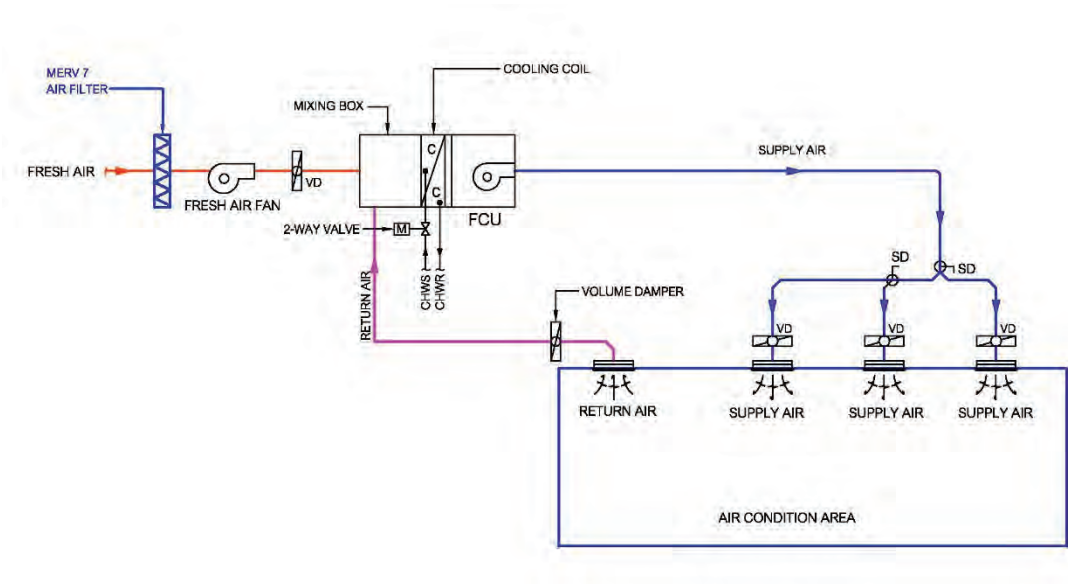 MERV 7
AIR FILTER
COOLING COIL
MIXING BOX
C
FRESH AIR
VD
SUPPLY AIR
FRESH AIR FAN
C
FCU
2-WAY VALVE
M
RETURN AIR
CHWS
CHWR
SD
SD
VOLUME DAMPER
VD
VD
VD
RETURN AIR
SUPPLY AIR
SUPPLY AIR
SUPPLY AIR
AIR CONDITION AREA